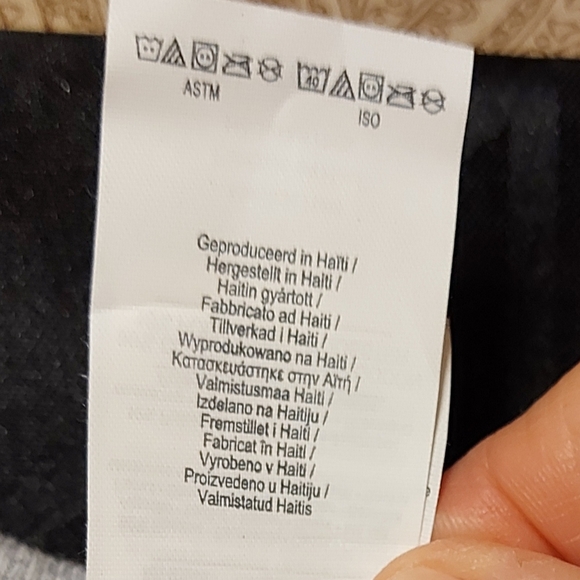 40
ASTM
ISO
Geproduceerd in Haïti /
Hergestellt in Haiti /
Haitin gyártott /
Fabbricato ad Haiti /
Tillverkad i Haiti /
Wyprodukowano na Haiti /
Κατασκευάστηκε στην Αϊτή /
Valmistusmaa Haiti /
Izdelano na Haitiju /
Fremstillet i Haiti /
Fabricat în Haiti /
Vyrobeno v Haiti /
Proizvedeno u Haitiju /
Valmistatud Haitis